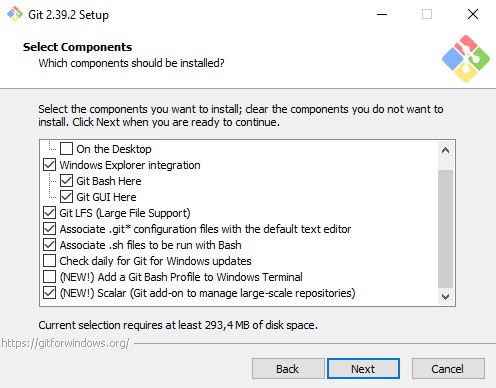 Git 2.39.2 Setup
Select Components
Which components should be installed?
Select the components you want to install; clear the components you do not want to
install. Click Next when you are ready to continue.
On the Desktop
Windows Explorer integration
Git Bash Here
Git GUI Here
Git LFS (Large File Support)
Associate .git* configuration files with the default text editor
Associate .sh files to be run with Bash
Check daily for Git for Windows updates
(NEW!) Add a Git Bash Profile to Windows Terminal
(NEW!) Scalar (Git add-on to manage large-scale repositories)
Current selection requires at least 293,4 MB of disk space.
https://gitforwindows.org/
Back Next Cancel